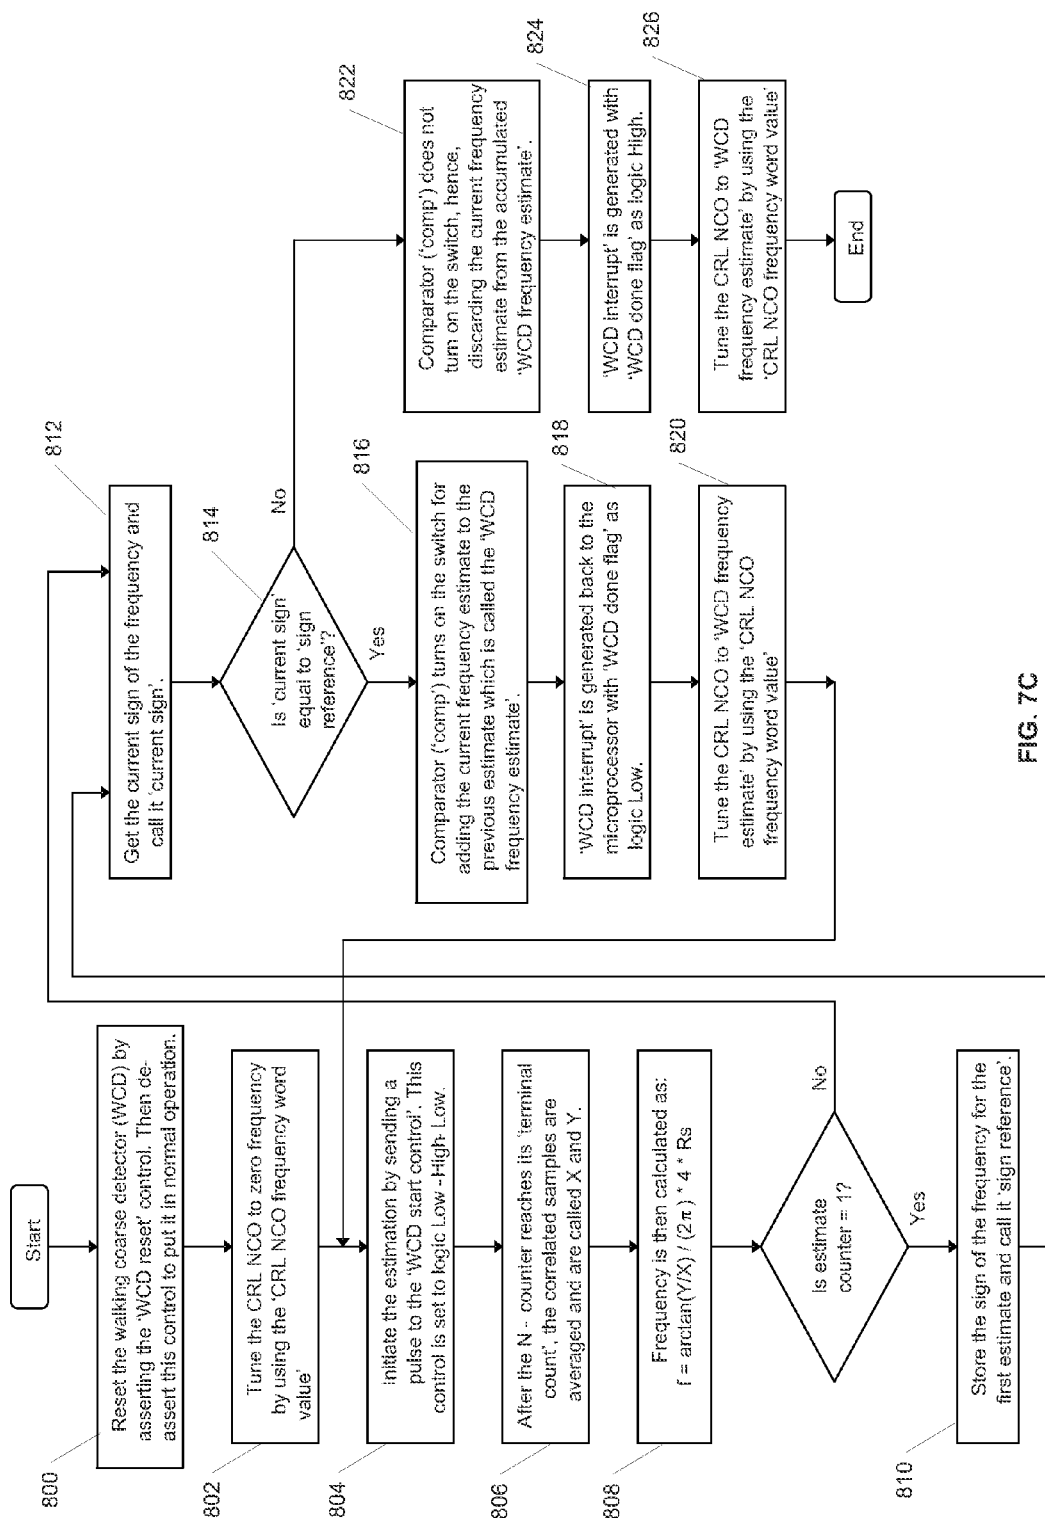 Start
800
Reset the walking coarse detector (WCD) by
asserting the 'WCD reset' control. Then de-
assert this control to put it in normal operation.
802
Tune the CRL NCO to zero frequency
by using the 'CRL NCO frequency word
value'
804
Initiate the estimation by sending a
pulse to the 'WCD start control'. This
control is set to logic Low -High-Low.
806
After the N - counter reaches its 'terminal
count', the correlated samples are
averaged and are called X and Y.
808
Frequency is then calculated as:
f = arctan(Y/X) / (2π) * 4 * Rs
Is estimate
counter = 1?
No
Yes
810
Store the sign of the frequency for the
first estimate and call it 'sign reference'.
812
Get the current sign of the frequency and
call it 'current sign'.
814
Is 'current sign'
equal to 'sign
reference'?
No
Yes
816
Comparator ('comp') turns on the switch for
adding the current frequency estimate to the
previous estimate which is called the 'WCD
frequency estimate'.
818
'WCD interrupt' is generated back to the
microprocessor with 'WCD done flag' as
logic Low.
820
Tune the CRL NCO to 'WCD frequency
estimate' by using the 'CRL NCO
frequency word value'
822
Comparator ('comp') does not
turn on the switch, hence,
discarding the current frequency
estimate from the accumulated
'WCD frequency estimate'.
824
'WCD interrupt' is generated with
'WCD done flag' as logic High.
826
Tune the CRL NCO to 'WCD
frequency estimate' by using the
'CRL NCO frequency word value'
End
FIG. 7C